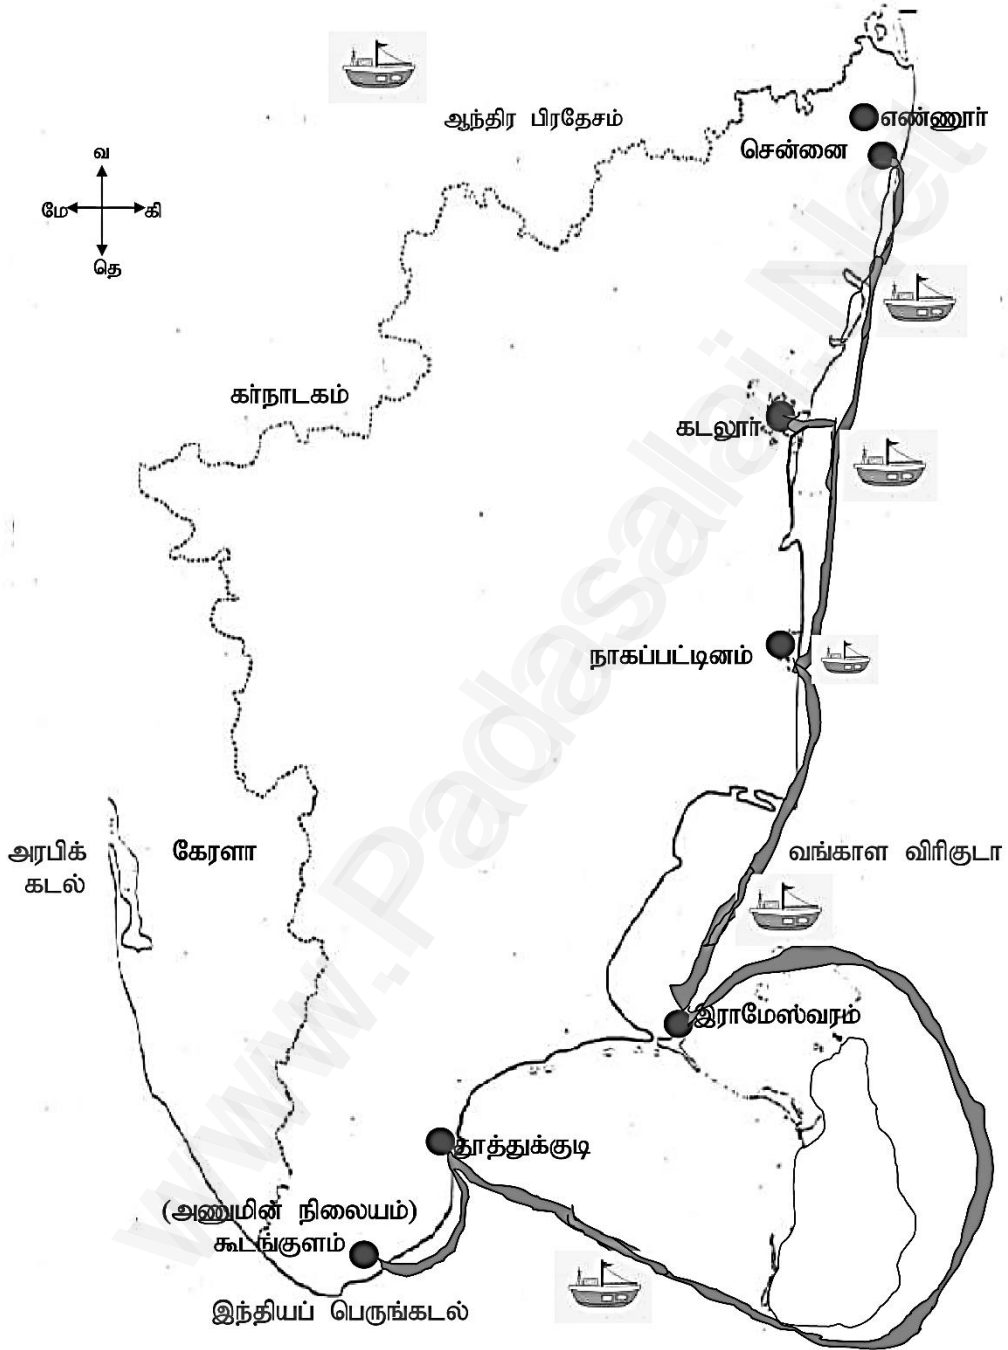 ஆந்திர பிரதேசம்
எண்ணூர்
சென்னை
வ
மே
கி
தெ
கர்நாடகம்
கடலூர்
நாகப்பட்டினம்
அரபிக்
கடல்
கேரளா
வங்காள விரிகுடா
இராமேஸ்வரம்
தூத்துக்குடி
(அணுமின் நிலையம்)
கூடங்குளம்
இந்தியப் பெருங்கடல்
www.Padasalai.Net